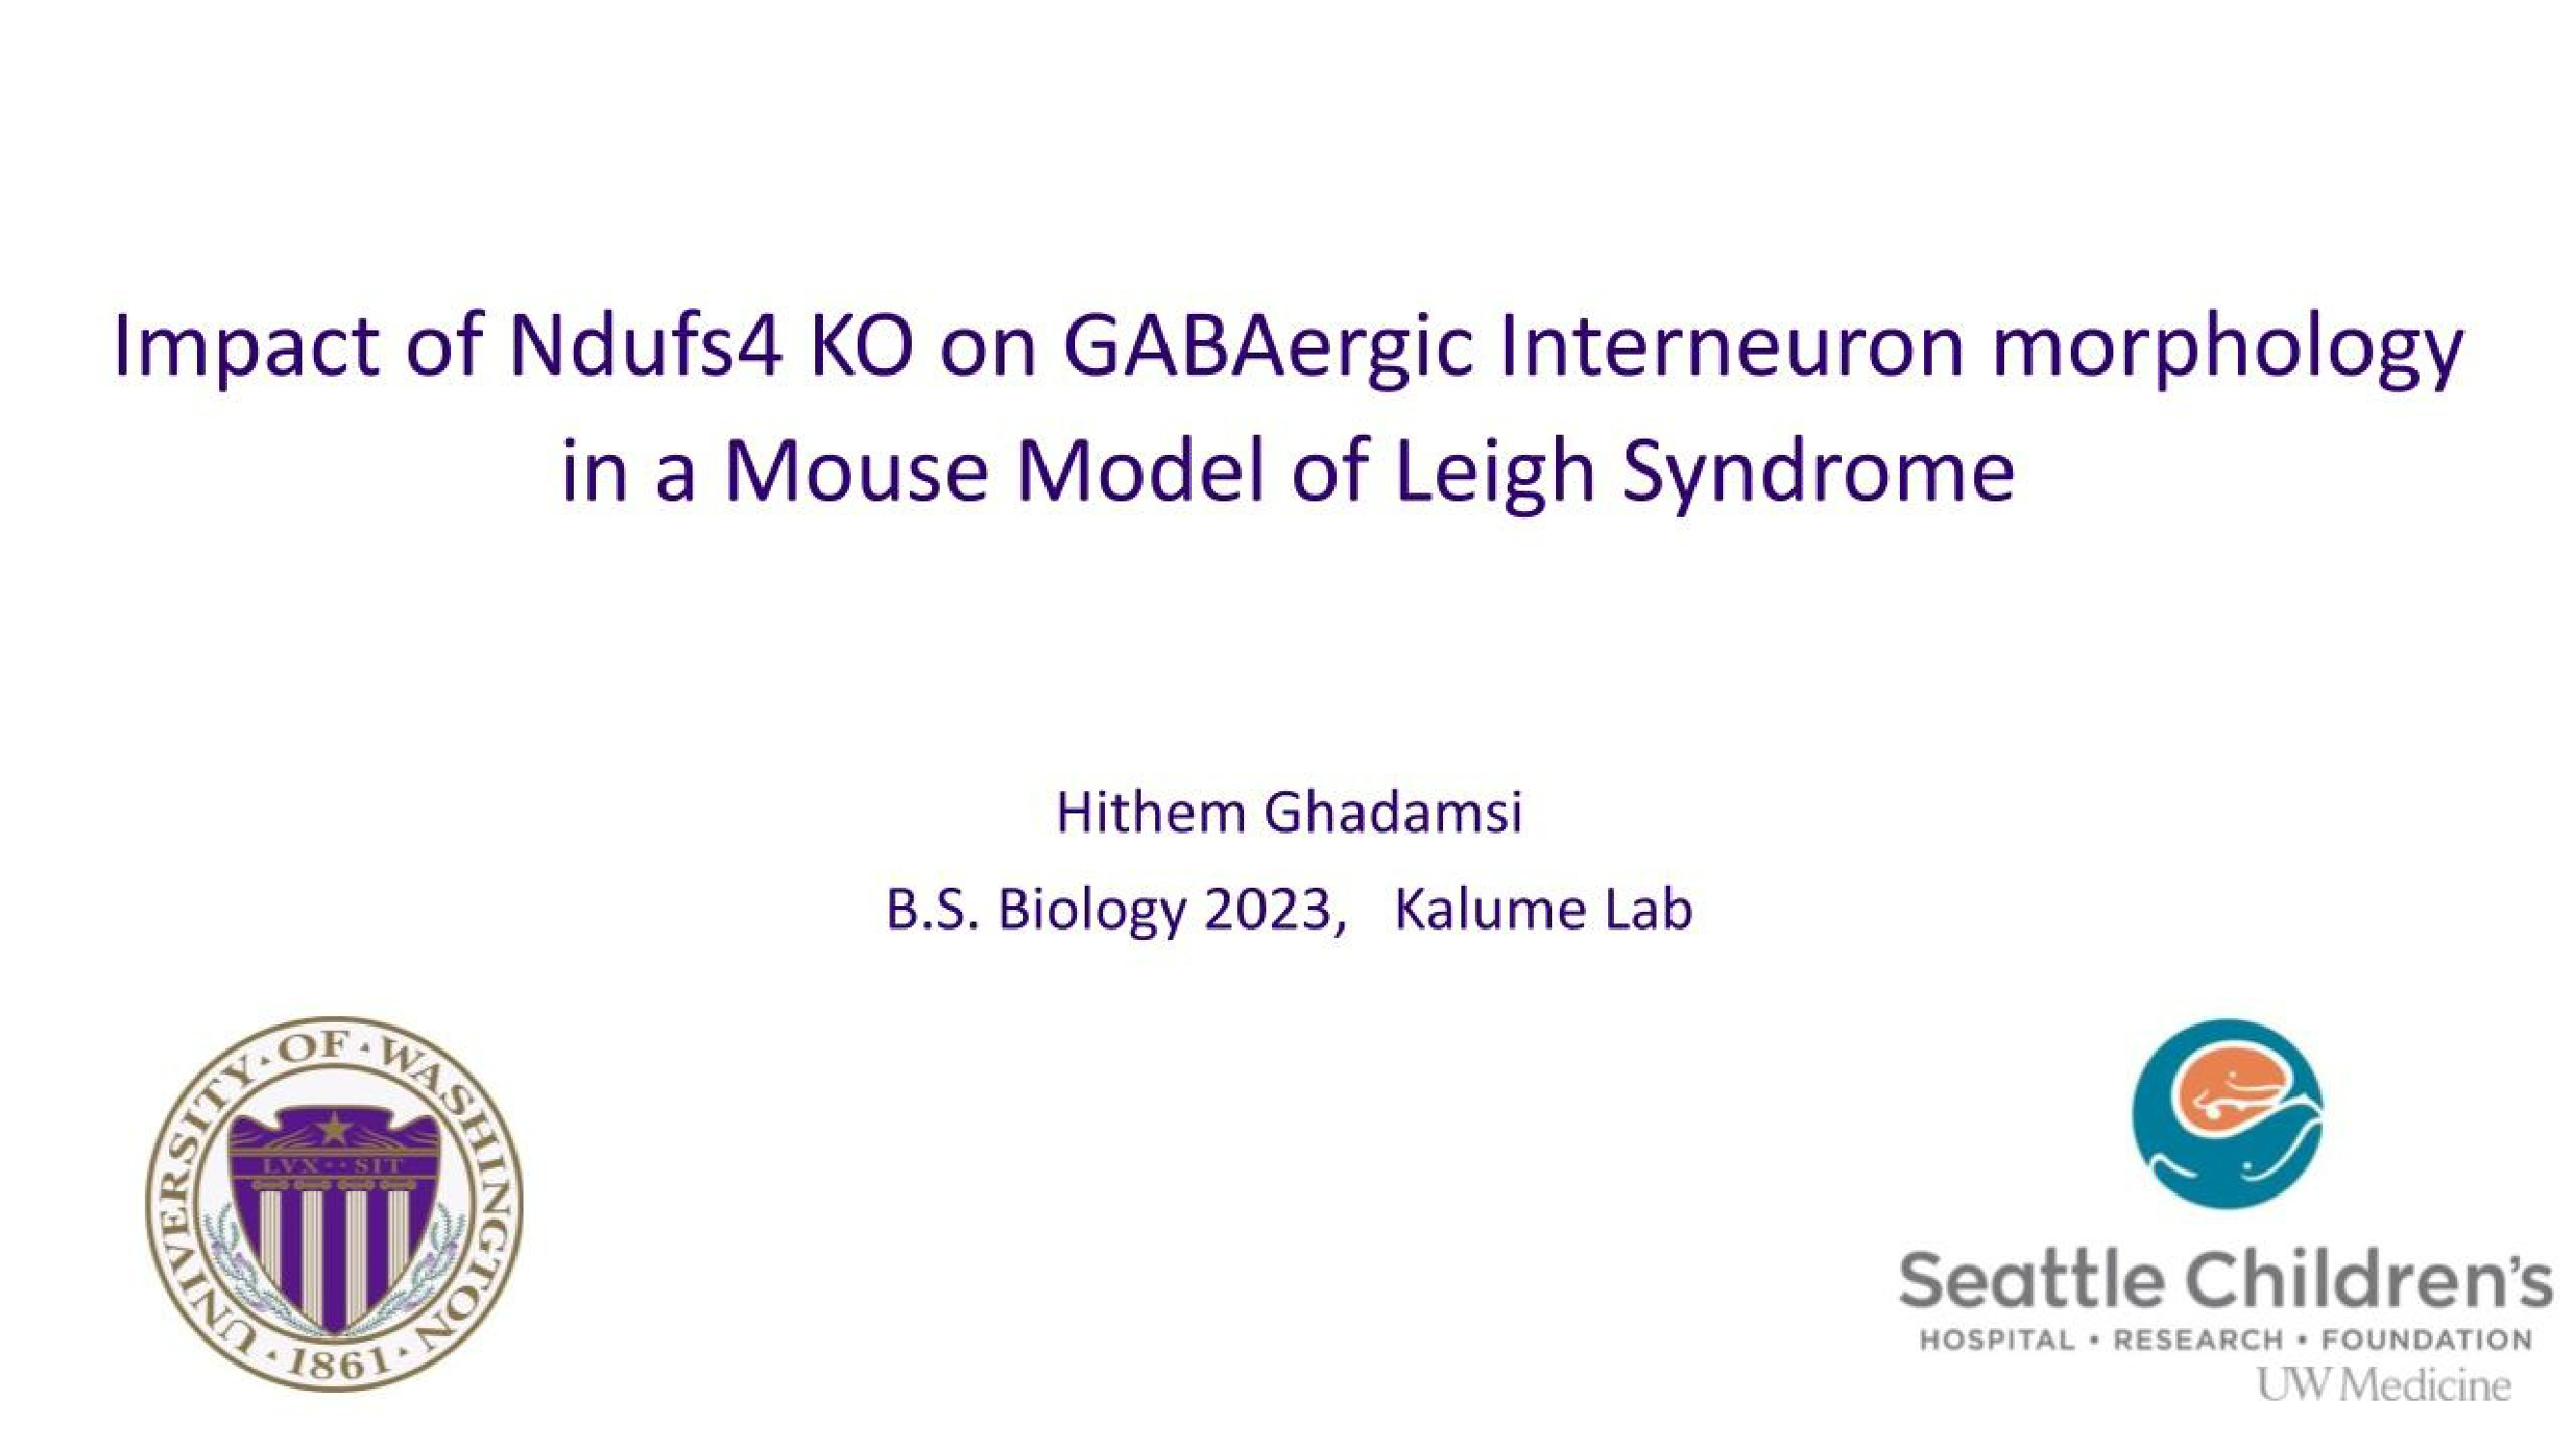 Impact of Ndufs4 KO on GABAergic Interneuron morphology
in a Mouse Model of Leigh Syndrome
Hithem Ghadamsi
B.S. Biology 2023, Kalume Lab
UNIVERSITY · OF · WASHINGTON
LVX · · SIT
· 1861 ·
Seattle Children's
HOSPITAL • RESEARCH • FOUNDATION
UW Medicine